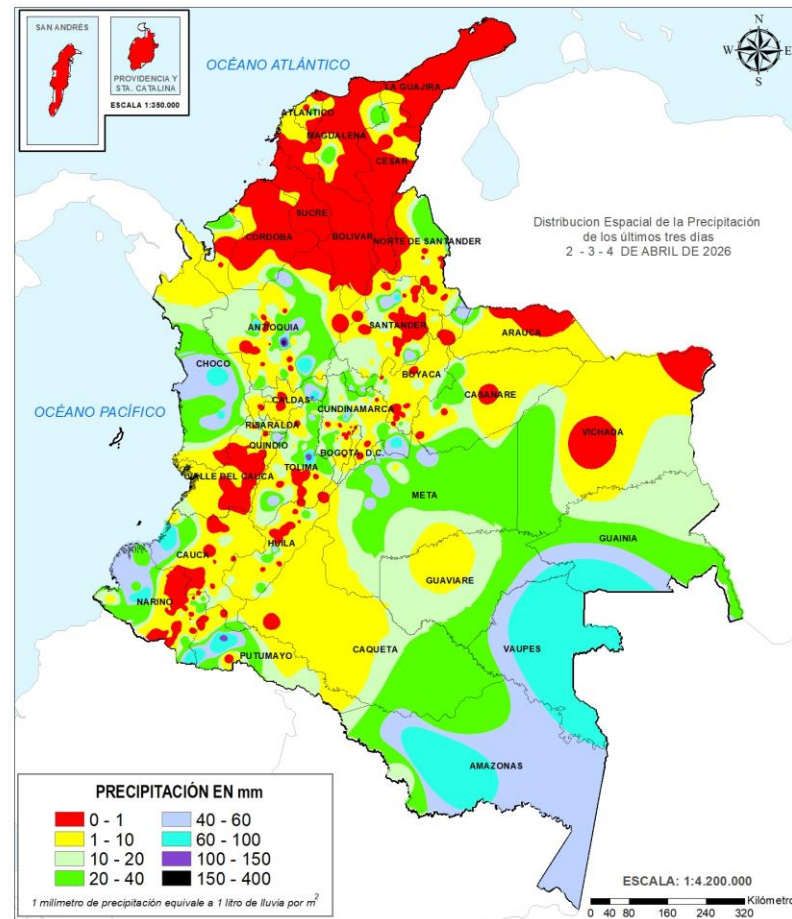 SAN ANDRÉS
PROVIDENCIA Y
STA. CATALINA
ESCALA 1:350.000
OCÉANO ATLÁNTICO
N
W
E
S
LA GUAJIRA
ATLANTICO
MAGDALENA
CESAR
SUCRE
CORDOBA
BOLIVAR
NORTE DE SANTANDER
Distribucion Espacial de la Precipitación
de los últimos tres días
2 - 3 - 4 DE ABRIL DE 2026
ANTIOQUIA
SANTANDER
ARAUCA
CHOCO
BOYACA
OCÉANO PACÍFICO
CALDAS
CUNDINAMARCA
CASANARE
RISARALDA
VICHADA
QUINDIO
BOGOTA D.C.
TOLIMA
VALLE DEL CAUCA
META
GUAINIA
CAUCA
HUILA
GUAVIARE
NARIÑO
VAUPES
PUTUMAYO
CAQUETA
AMAZONAS
PRECIPITACIÓN EN mm
0 - 1
40 - 60
1 - 10
60 - 100
10 - 20
100 - 150
20 - 40
150 - 400
1 milímetro de precipitación equivale a 1 litro de lluvia por m²
ESCALA: 1:4.200.000
Kilómetro
40 80 160 240 320